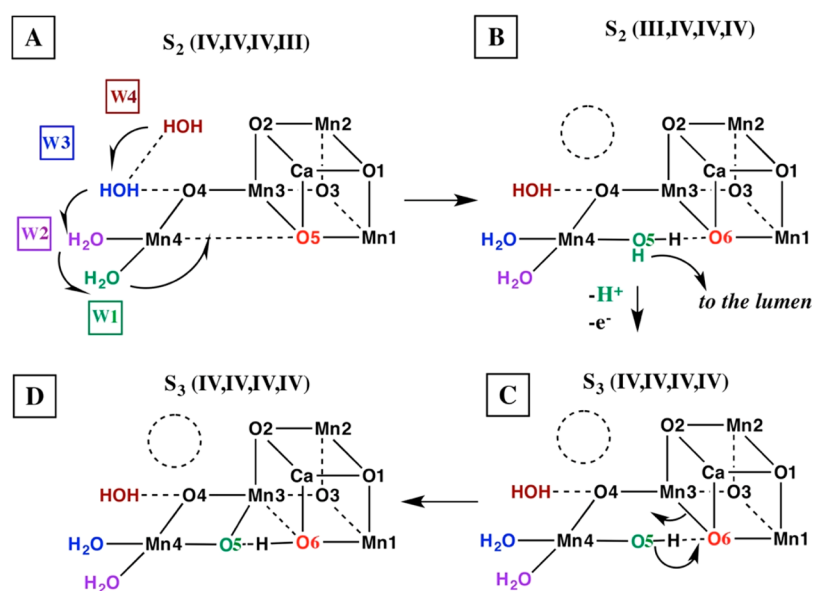 A
S₂ (IV,IV,IV,III)
W4
HOH
W3
HOH
W2
H₂O
H₂O
W1
O2 Mn2
Ca O1
O4 Mn3 O3
Mn4 O5 Mn1
B
S₂ (III,IV,IV,IV)
O2 Mn2
Ca O1
HOH O4 Mn3 O3
H₂O Mn4 O5 H O6 Mn1
H
H₂O
to the lumen
-H⁺
-e⁻
D
S₃ (IV,IV,IV,IV)
O2 Mn2
Ca O1
HOH O4 Mn3 O3
H₂O Mn4 O5 H O6 Mn1
H₂O
C
S₃ (IV,IV,IV,IV)
O2 Mn2
Ca O1
HOH O4 Mn3 O3
H₂O Mn4 O5 H O6 Mn1
H₂O